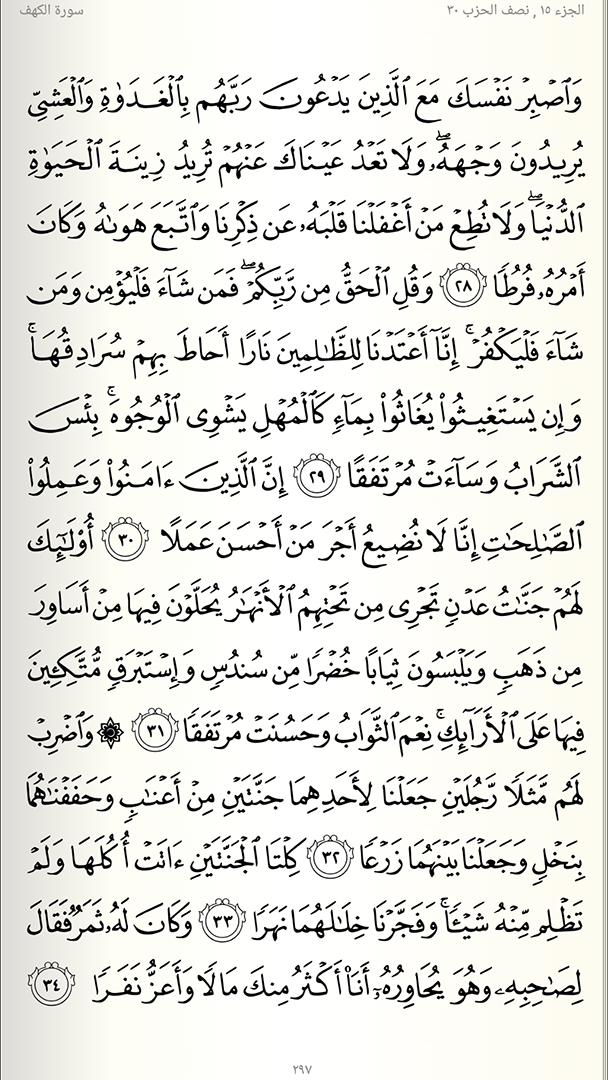 الجزء ١٥ , نصف الحزب ٣٠
سورة الكهف
وَٱصۡبِرۡ نَفۡسَكَ مَعَ ٱلَّذِينَ يَدۡعُونَ رَبَّهُم بِٱلۡغَدَوٰةِ وَٱلۡعَشِيِّ
يُرِيدُونَ وَجۡهَهُۥۖ وَلَا تَعۡدُ عَيۡنَاكَ عَنۡهُمۡ تُرِيدُ زِينَةَ ٱلۡحَيَوٰةِ
ٱلدُّنۡيَاۖ وَلَا تُطِعۡ مَنۡ أَغۡفَلۡنَا قَلۡبَهُۥ عَن ذِكۡرِنَا وَٱتَّبَعَ هَوَىٰهُ وَكَانَ
أَمۡرُهُۥ فُرُطٗا ٢٨ وَقُلِ ٱلۡحَقُّ مِن رَّبِّكُمۡۖ فَمَن شَآءَ فَلۡيُؤۡمِن وَمَن
شَآءَ فَلۡيَكۡفُرۡۚ إِنَّآ أَعۡتَدۡنَا لِلظَّٰلِمِينَ نَارًا أَحَاطَ بِهِمۡ سُرَادِقُهَاۚ
وَإِن يَسۡتَغِيثُواْ يُغَاثُواْ بِمَآءٖ كَٱلۡمُهۡلِ يَشۡوِي ٱلۡوُجُوهَۚ بِئۡسَ
ٱلشَّرَابُ وَسَآءَتۡ مُرۡتَفَقًا ٢٩ إِنَّ ٱلَّذِينَ ءَامَنُواْ وَعَمِلُواْ
ٱلصَّٰلِحَٰتِ إِنَّا لَا نُضِيعُ أَجۡرَ مَنۡ أَحۡسَنَ عَمَلًا ٣٠ أُوْلَٰٓئِكَ
لَهُمۡ جَنَّٰتُ عَدۡنٖ تَجۡرِي مِن تَحۡتِهِمُ ٱلۡأَنۡهَٰرُ يُحَلَّوۡنَ فِيهَا مِنۡ أَسَاوِرَ
مِن ذَهَبٖ وَيَلۡبَسُونَ ثِيَابًا خُضۡرٗا مِّن سُندُسٖ وَإِسۡتَبۡرَقٖ مُّتَّكِـِٔينَ
فِيهَا عَلَى ٱلۡأَرَآئِكِۚ نِعۡمَ ٱلثَّوَابُ وَحَسُنَتۡ مُرۡتَفَقٗا ٣١ ۞ وَٱضۡرِبۡ
لَهُم مَّثَلٗا رَّجُلَيۡنِ جَعَلۡنَا لِأَحَدِهِمَا جَنَّتَيۡنِ مِنۡ أَعۡنَٰبٖ وَحَفَفۡنَٰهُمَا
بِنَخۡلٖ وَجَعَلۡنَا بَيۡنَهُمَا زَرۡعٗا ٣٢ كِلۡتَا ٱلۡجَنَّتَيۡنِ ءَاتَتۡ أُكُلَهَا وَلَمۡ
تَظۡلِم مِّنۡهُ شَيۡـٔٗاۚ وَفَجَّرۡنَا خِلَٰلَهُمَا نَهَرٗا ٣٣ وَكَانَ لَهُۥ ثَمَرٞ فَقَالَ
لِصَٰحِبِهِۦ وَهُوَ يُحَاوِرُهُۥٓ أَنَا۠ أَكۡثَرُ مِنكَ مَالٗا وَأَعَزُّ نَفَرٗا ٣٤
٢٩٧